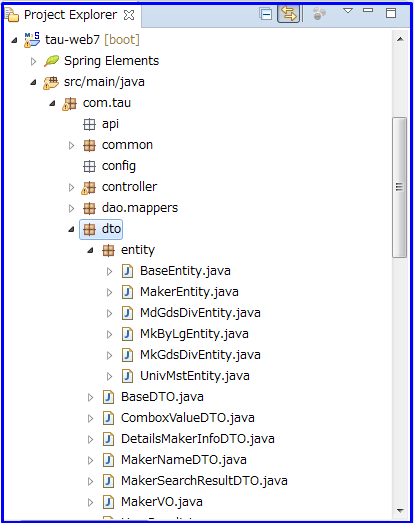 Project Explorer
tau-web7 [boot]
Spring Elements
src/main/java
com.tau
api
common
config
controller
dao.mappers
dto
entity
BaseEntity.java
MakerEntity.java
MdGdsDivEntity.java
MkByLgEntity.java
MkGdsDivEntity.java
UnivMstEntity.java
BaseDTO.java
ComboxValueDTO.java
DetailsMakerInfoDTO.java
MakerNameDTO.java
MakerSearchResultDTO.java
MakerVO.java